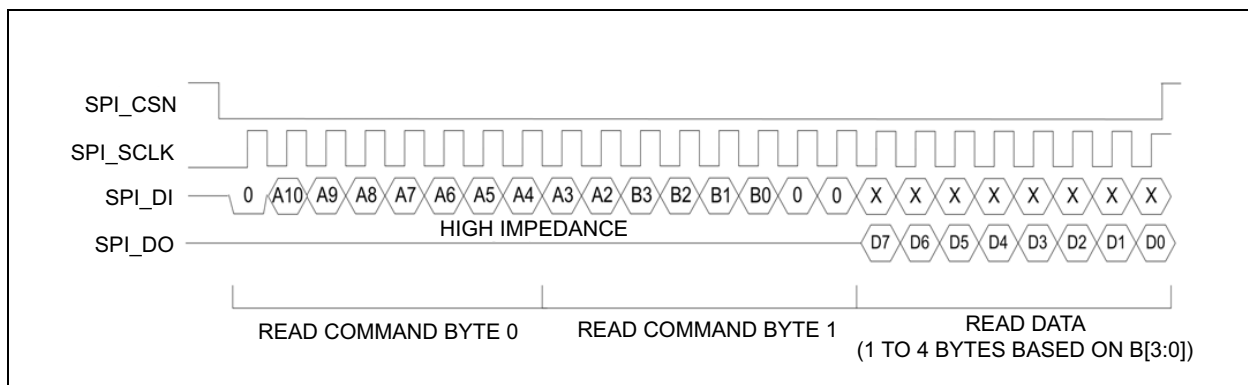 SPI_CSN
SPI_SCLK
SPI_DI 0 A10 A9 A8 A7 A6 A5 A4 A3 A2 B3 B2 B1 B0 0 0 X X X X X X X X
HIGH IMPEDANCE
SPI_DO D7 D6 D5 D4 D3 D2 D1 D0
READ COMMAND BYTE 0 READ COMMAND BYTE 1 READ DATA
(1 TO 4 BYTES BASED ON B[3:0])